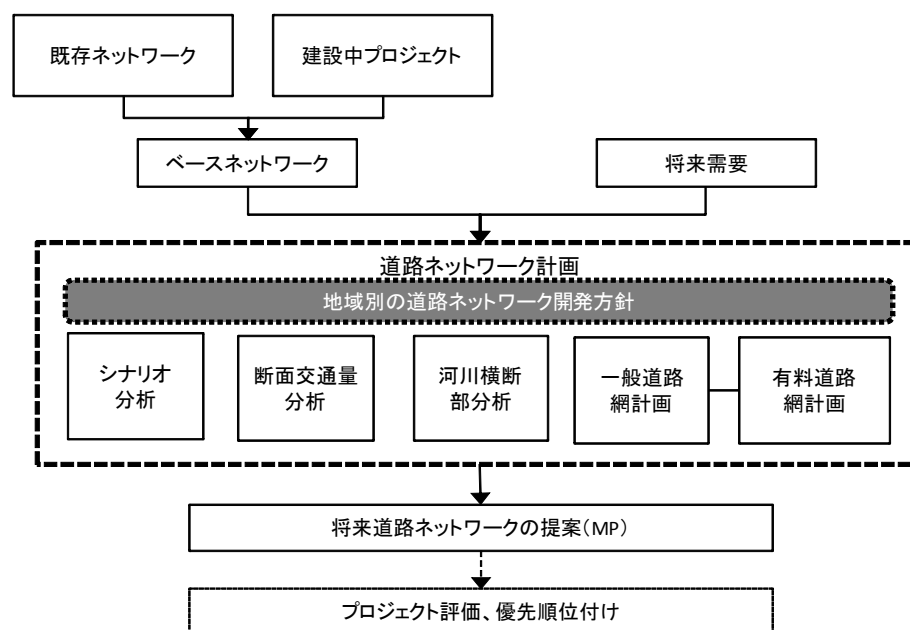 既存ネットワーク
建設中プロジェクト
ベースネットワーク
将来需要
道路ネットワーク計画
地域別の道路ネットワーク開発方針
シナリオ
分析
断面交通量
分析
河川横断
部分析
一般道路
網計画
有料道路
網計画
将来道路ネットワークの提案(MP)
プロジェクト評価、優先順位付け